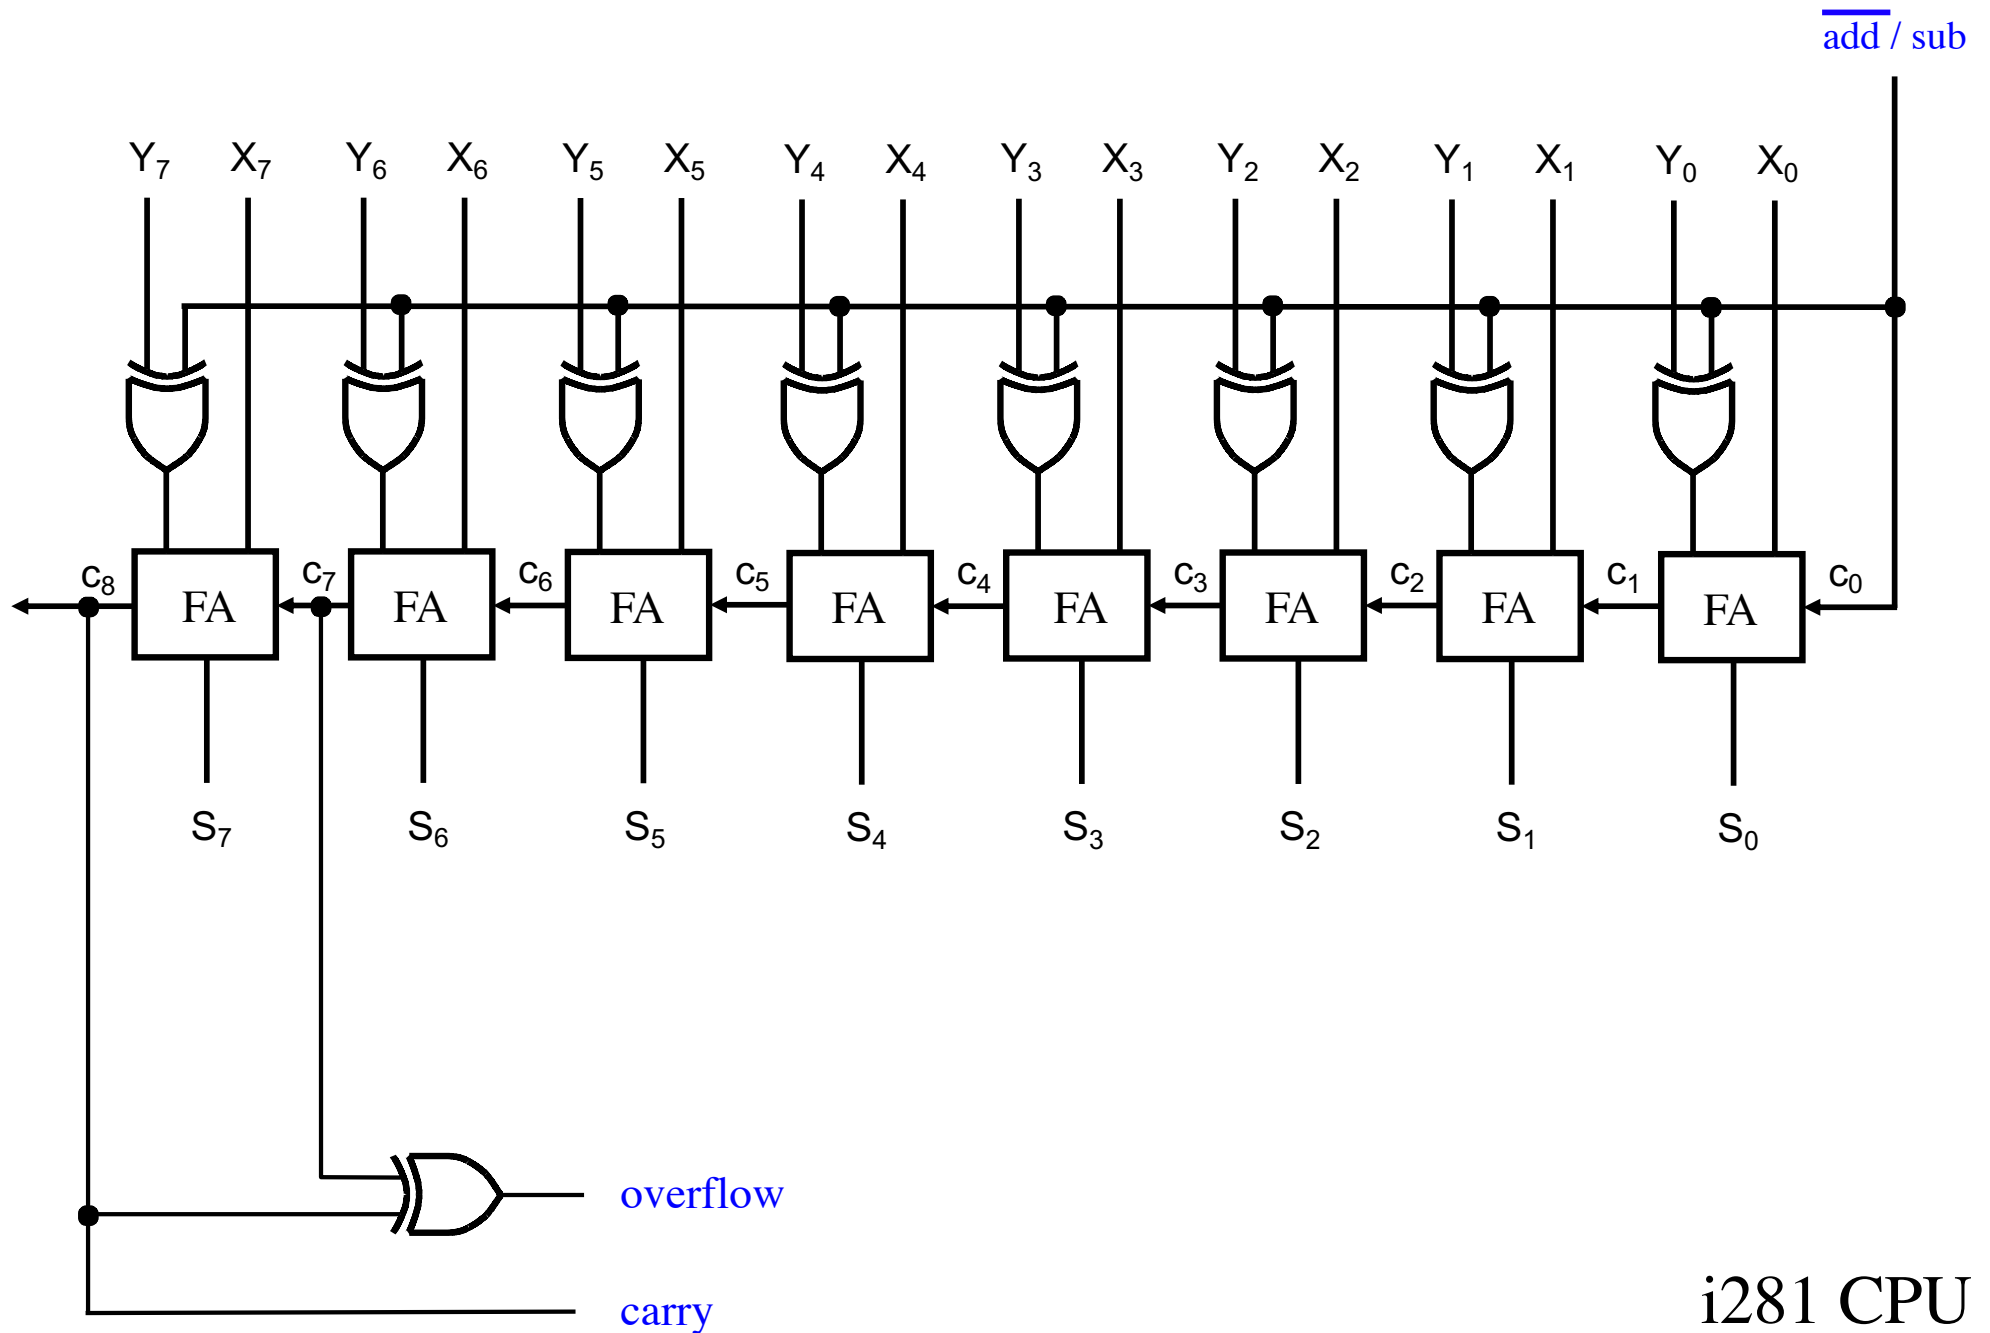 add / sub
Y7 X7 Y6 X6 Y5 X5 Y4 X4 Y3 X3 Y2 X2 Y1 X1 Y0 X0
c8 FA c7 FA c6 FA c5 FA c4 FA c3 FA c2 FA c1 FA c0
S7 S6 S5 S4 S3 S2 S1 S0
overflow
carry
i281 CPU